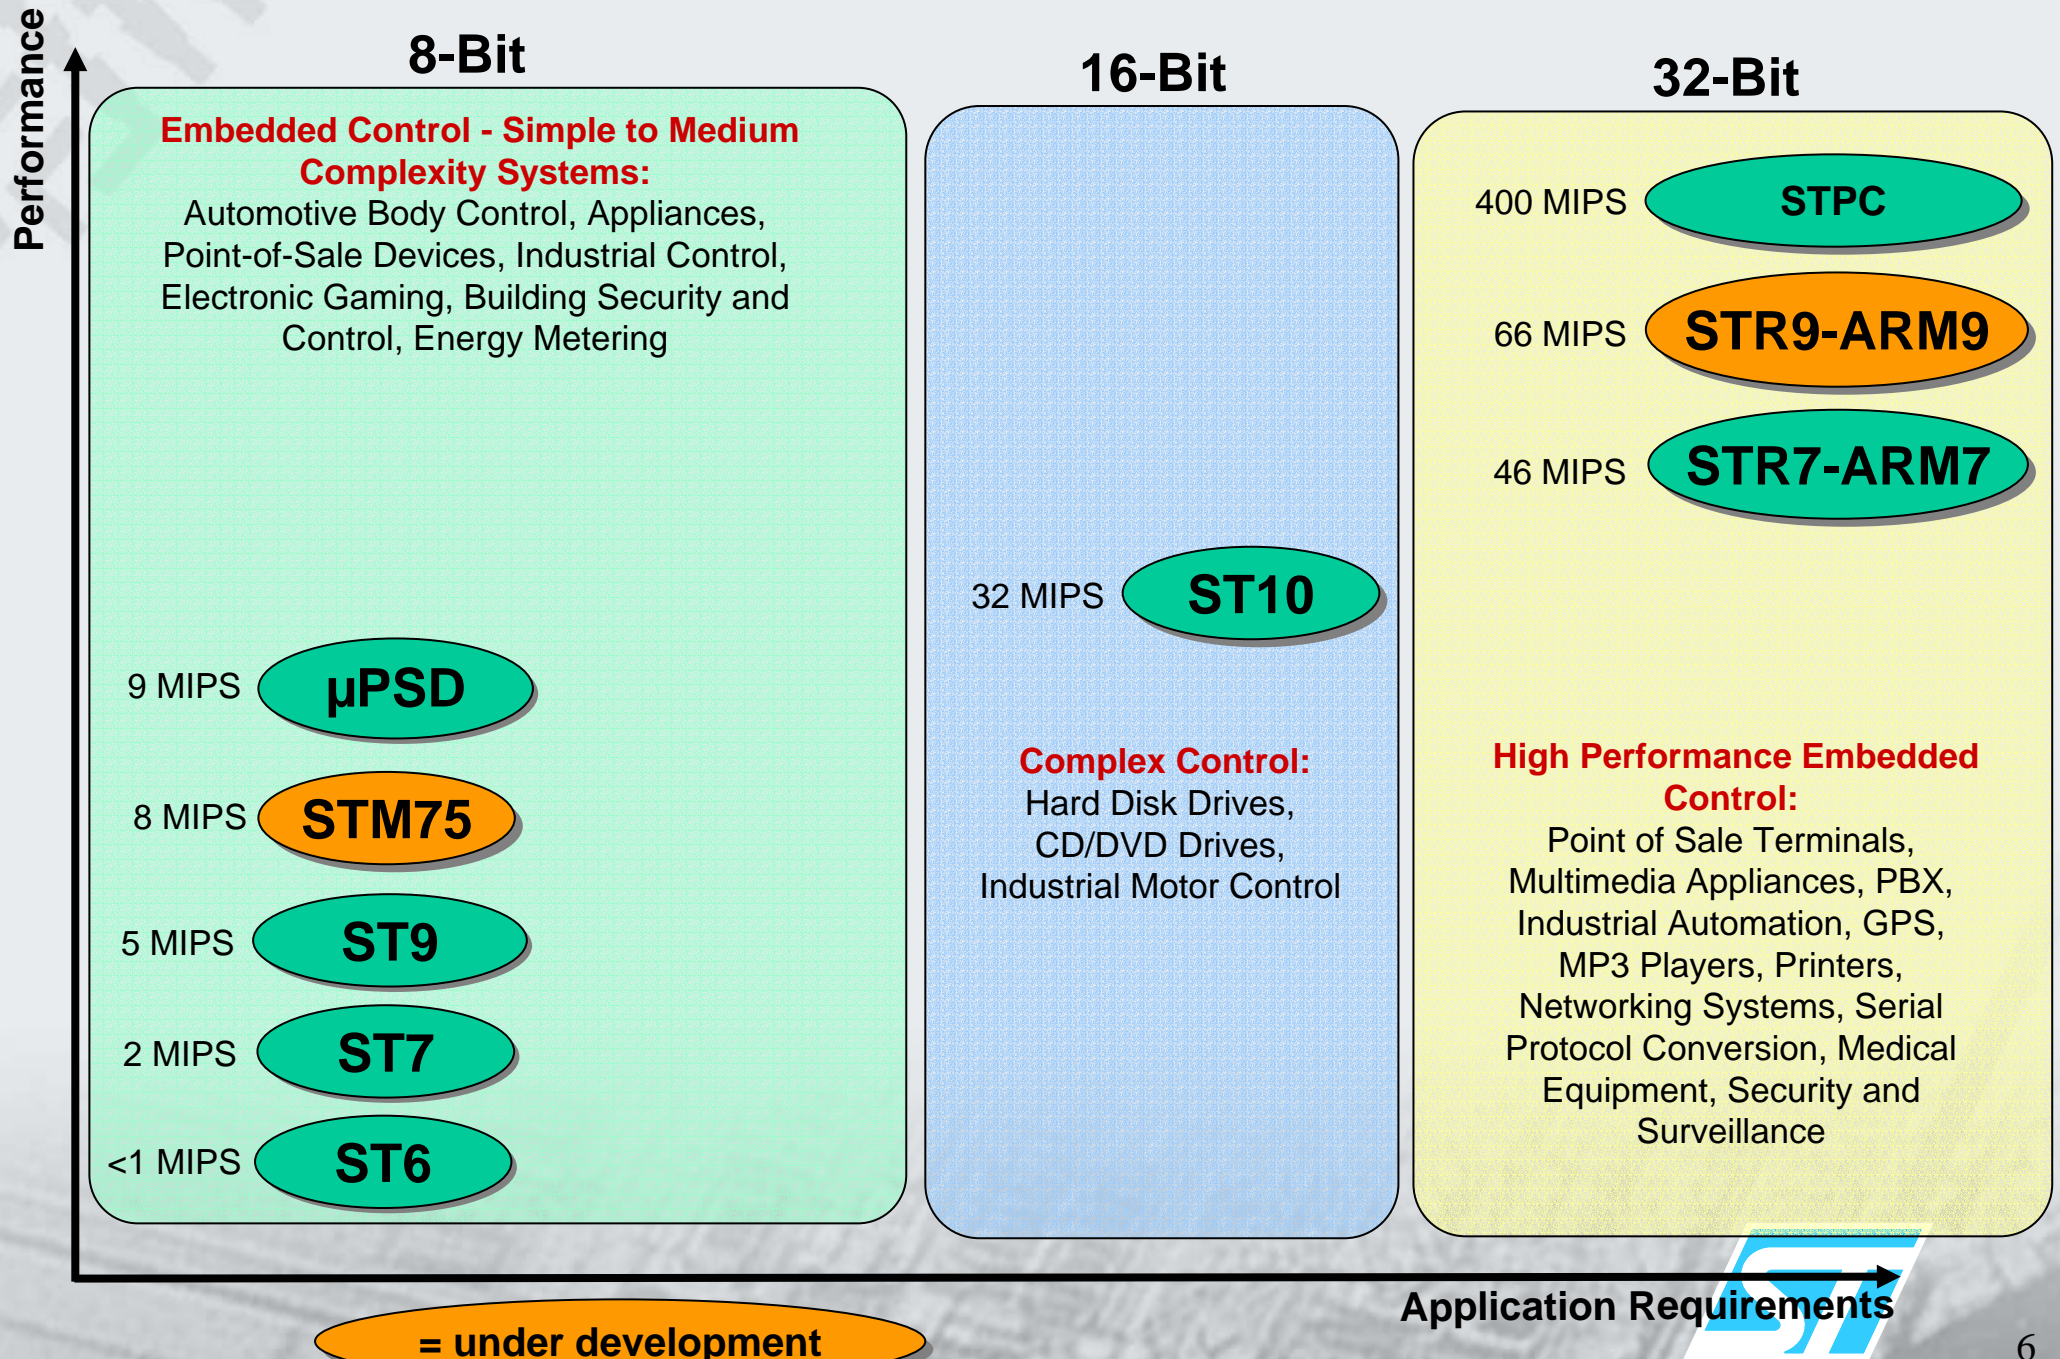 Performance
8-Bit
16-Bit
32-Bit
Embedded Control - Simple to Medium
Complexity Systems:
Automotive Body Control, Appliances,
Point-of-Sale Devices, Industrial Control,
Electronic Gaming, Building Security and
Control, Energy Metering
9 MIPS
µPSD
8 MIPS
STM75
5 MIPS
ST9
2 MIPS
ST7
<1 MIPS
ST6
32 MIPS
ST10
Complex Control:
Hard Disk Drives,
CD/DVD Drives,
Industrial Motor Control
400 MIPS
STPC
66 MIPS
STR9-ARM9
46 MIPS
STR7-ARM7
High Performance Embedded
Control:
Point of Sale Terminals,
Multimedia Appliances, PBX,
Industrial Automation, GPS,
MP3 Players, Printers,
Networking Systems, Serial
Protocol Conversion, Medical
Equipment, Security and
Surveillance
Application Requirements
= under development
ST
6